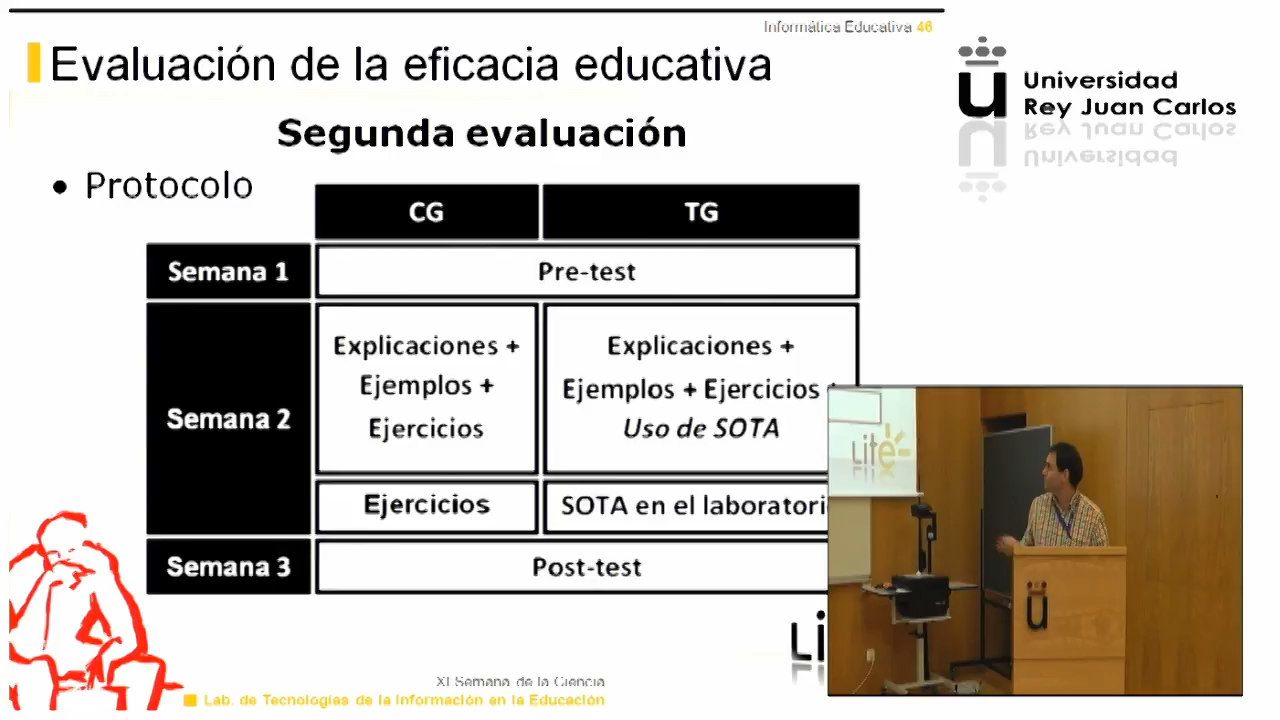 Informática Educativa 46
Evaluación de la eficacia educativa
Universidad
Rey Juan Carlos
Segunda evaluación
• Protocolo
CG
TG
Semana 1
Pre-test
Semana 2
Explicaciones +
Ejemplos +
Ejercicios
Explicaciones +
Ejemplos + Ejercicios +
Uso de SOTA
Ejercicios
SOTA en el laboratori
Semana 3
Post-test
Lite
Li
XI Semana de la Ciencia
Lab. de Tecnologías de la Información en la Educación